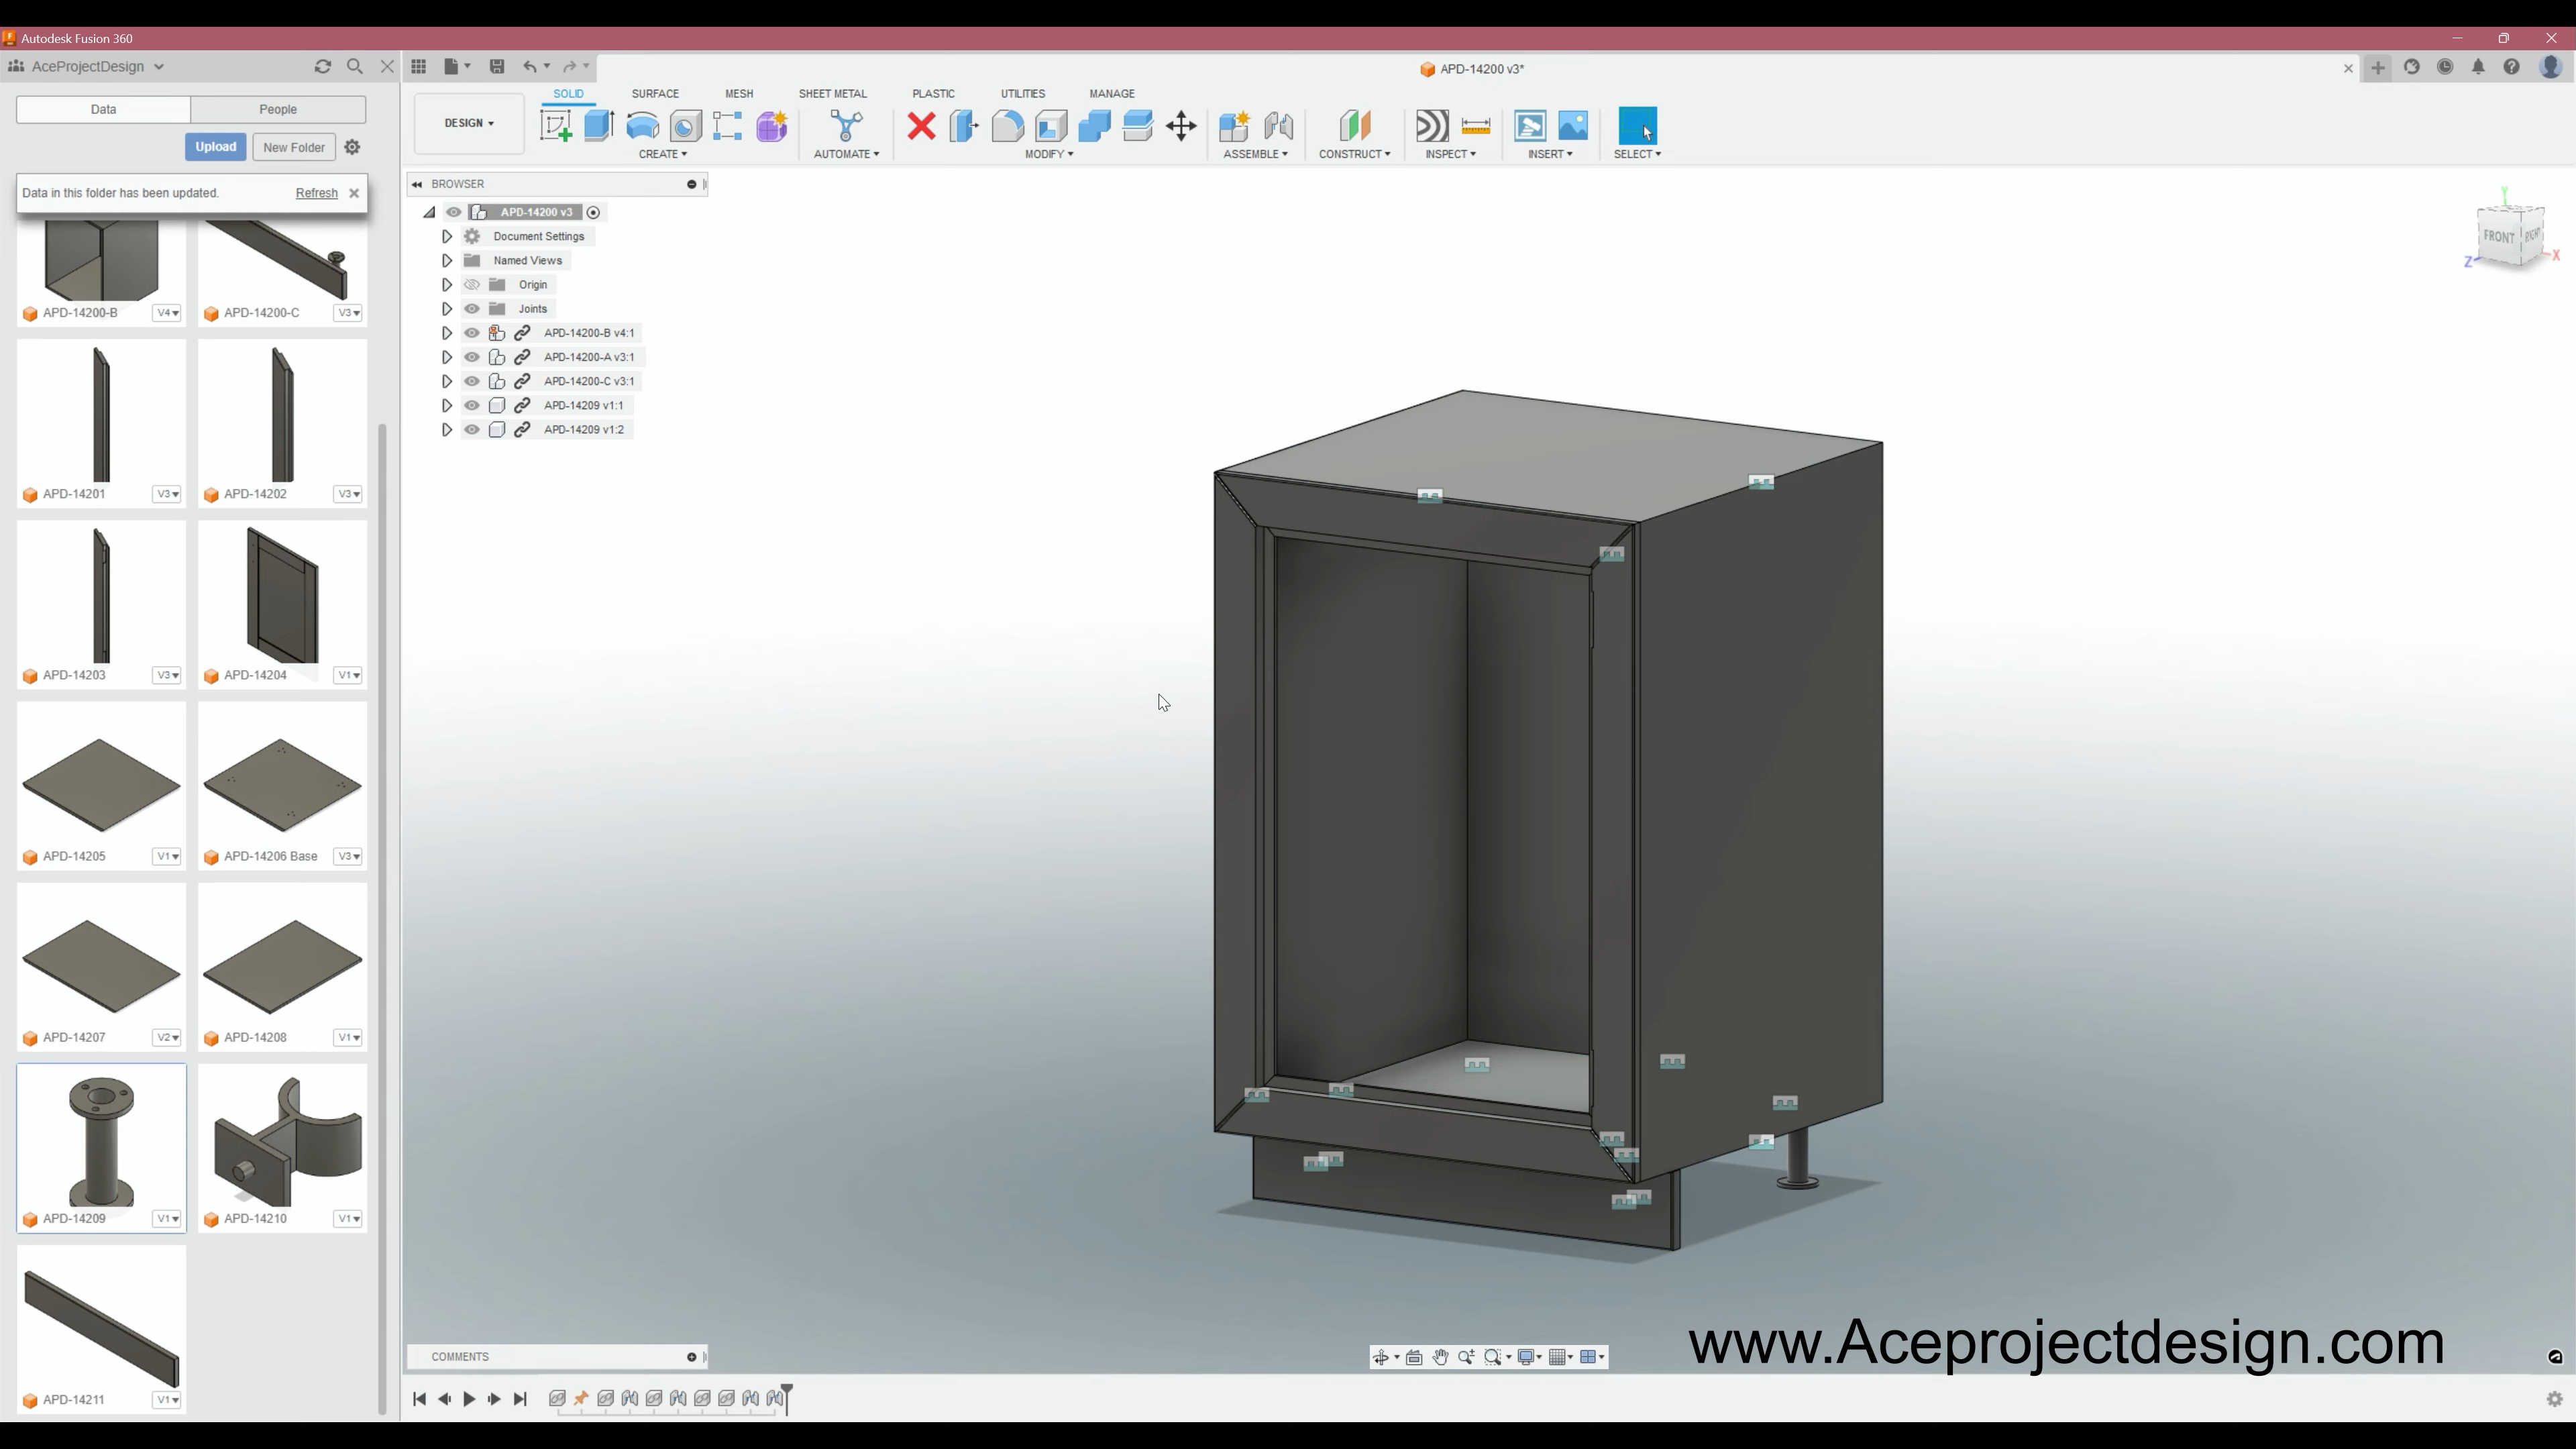 Autodesk Fusion 360
AceProjectDesign
APD-14200 v3*
Data
People
Upload
New Folder
Data in this folder has been updated.
Refresh
APD-14200-B
V4
APD-14200-C
V3
APD-14201
V3
APD-14202
V3
APD-14203
V3
APD-14204
V1
APD-14205
V1
APD-14206 Base
V3
APD-14207
V2
APD-14208
V1
APD-14209
V1
APD-14210
V1
APD-14211
V1
DESIGN
SOLID
SURFACE
MESH
SHEET METAL
PLASTIC
UTILITIES
MANAGE
CREATE
AUTOMATE
MODIFY
ASSEMBLE
CONSTRUCT
INSPECT
INSERT
SELECT
BROWSER
APD-14200 v3
Document Settings
Named Views
Origin
Joints
APD-14200-B v4:1
APD-14200-A v3:1
APD-14200-C v3:1
APD-14209 v1:1
APD-14209 v1:2
Y
FRONT
RIGHT
Z
X
COMMENTS
www.Aceprojectdesign.com